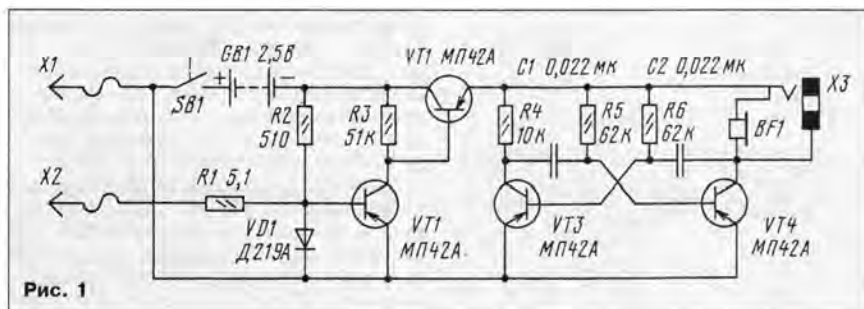 X1
SB1
+ GB1 2,5В −
VT1 МП42А
C1 0,022 мк
C2 0,022 мк
X3
R2
510
R3
51к
R4
10к
R5
62к
R6
62к
BF1
X2
R1 5,1
VD1
Д219А
VT1
МП42А
VT3
МП42А
VT4
МП42А
Рис. 1